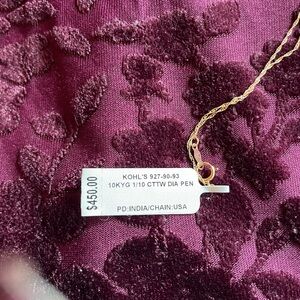 KOHL'S 927-90-93
10KYG 1/10 CTTW DIA PEN
PD:INDIA/CHAIN:USA
$450.00